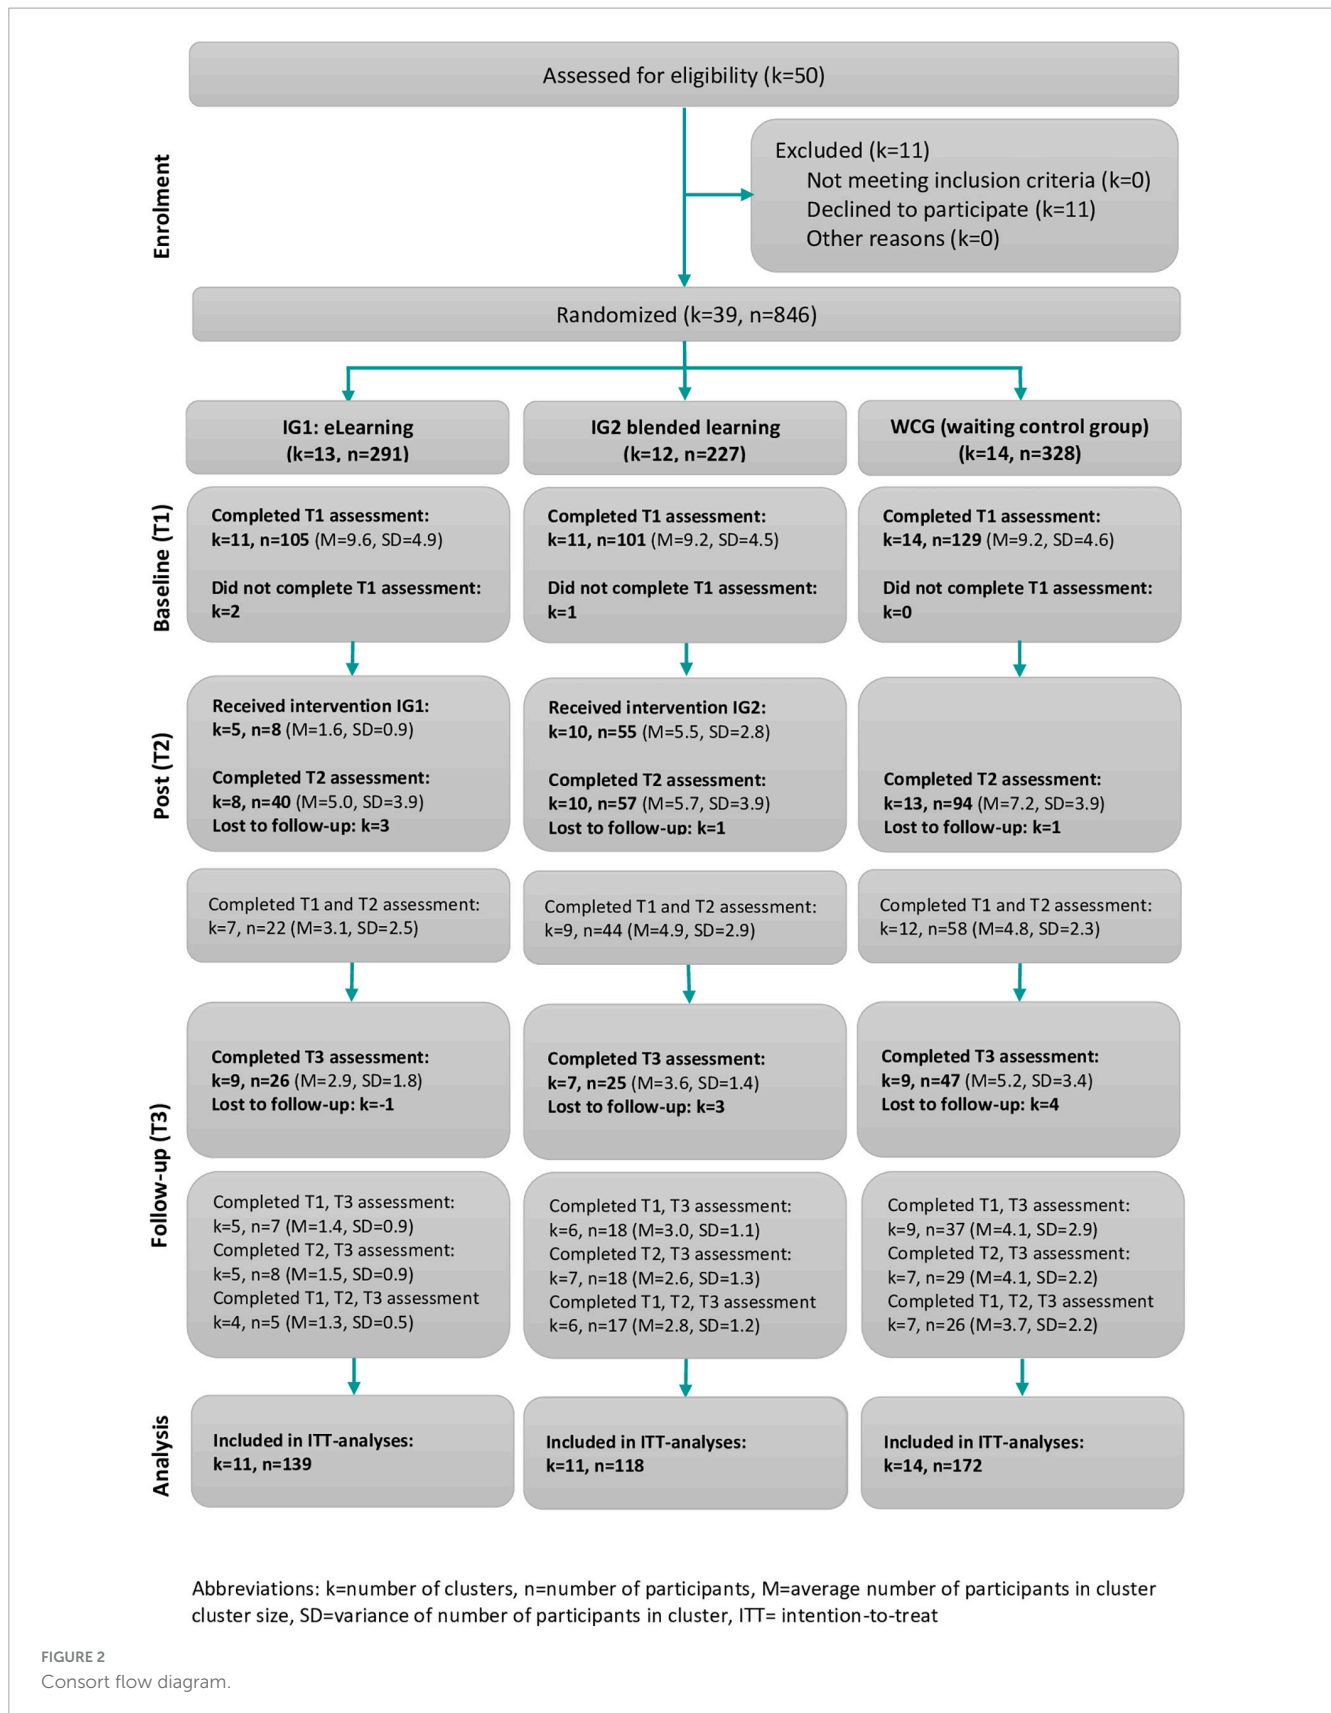 Assessed for eligibility (k=50)
Enrolment
Excluded (k=11)
Not meeting inclusion criteria (k=0)
Declined to participate (k=11)
Other reasons (k=0)
Randomized (k=39, n=846)
IG1: eLearning
(k=13, n=291)
IG2 blended learning
(k=12, n=227)
WCG (waiting control group)
(k=14, n=328)
Baseline (T1)
Completed T1 assessment:
k=11, n=105 (M=9.6, SD=4.9)
Did not complete T1 assessment:
k=2
Completed T1 assessment:
k=11, n=101 (M=9.2, SD=4.5)
Did not complete T1 assessment:
k=1
Completed T1 assessment:
k=14, n=129 (M=9.2, SD=4.6)
Did not complete T1 assessment:
k=0
Post (T2)
Received intervention IG1:
k=5, n=8 (M=1.6, SD=0.9)
Completed T2 assessment:
k=8, n=40 (M=5.0, SD=3.9)
Lost to follow-up: k=3
Received intervention IG2:
k=10, n=55 (M=5.5, SD=2.8)
Completed T2 assessment:
k=10, n=57 (M=5.7, SD=3.9)
Lost to follow-up: k=1
Completed T2 assessment:
k=13, n=94 (M=7.2, SD=3.9)
Lost to follow-up: k=1
Completed T1 and T2 assessment:
k=7, n=22 (M=3.1, SD=2.5)
Completed T1 and T2 assessment:
k=9, n=44 (M=4.9, SD=2.9)
Completed T1 and T2 assessment:
k=12, n=58 (M=4.8, SD=2.3)
Follow-up (T3)
Completed T3 assessment:
k=9, n=26 (M=2.9, SD=1.8)
Lost to follow-up: k=-1
Completed T3 assessment:
k=7, n=25 (M=3.6, SD=1.4)
Lost to follow-up: k=3
Completed T3 assessment:
k=9, n=47 (M=5.2, SD=3.4)
Lost to follow-up: k=4
Completed T1, T3 assessment:
k=5, n=7 (M=1.4, SD=0.9)
Completed T2, T3 assessment:
k=5, n=8 (M=1.5, SD=0.9)
Completed T1, T2, T3 assessment
k=4, n=5 (M=1.3, SD=0.5)
Completed T1, T3 assessment:
k=6, n=18 (M=3.0, SD=1.1)
Completed T2, T3 assessment:
k=7, n=18 (M=2.6, SD=1.3)
Completed T1, T2, T3 assessment
k=6, n=17 (M=2.8, SD=1.2)
Completed T1, T3 assessment:
k=9, n=37 (M=4.1, SD=2.9)
Completed T2, T3 assessment:
k=7, n=29 (M=4.1, SD=2.2)
Completed T1, T2, T3 assessment
k=7, n=26 (M=3.7, SD=2.2)
Analysis
Included in ITT-analyses:
k=11, n=139
Included in ITT-analyses:
k=11, n=118
Included in ITT-analyses:
k=14, n=172
Abbreviations: k=number of clusters, n=number of participants, M=average number of participants in cluster
cluster size, SD=variance of number of participants in cluster, ITT= intention-to-treat
FIGURE 2
Consort flow diagram.